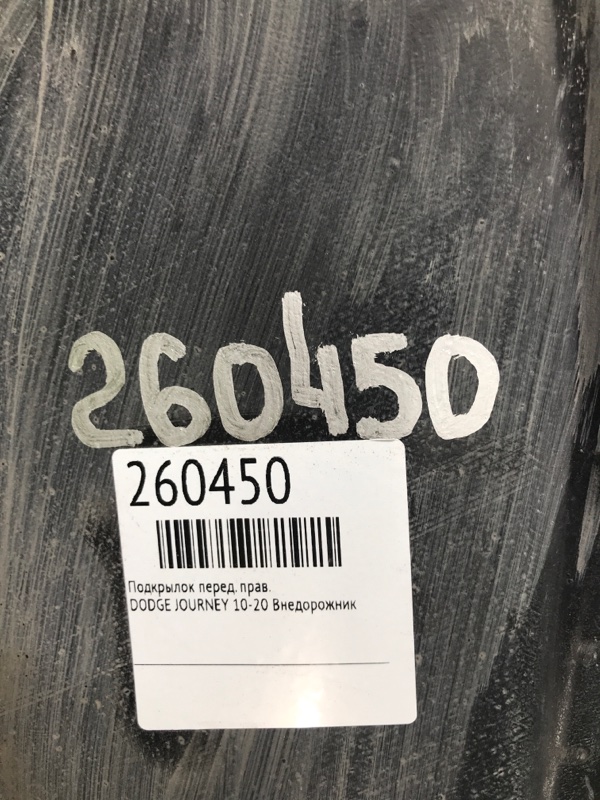 260450
260450
Подкрылок перед. прав.
DODGE JOURNEY 10-20 Внедорожник